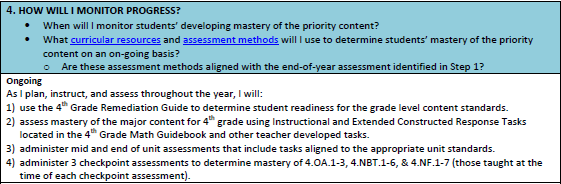 4. HOW WILL I MONITOR PROGRESS?
• When will I monitor students' developing mastery of the priority content?
• What curricular resources and assessment methods will I use to determine students' mastery of the priority
content on an on-going basis?
o Are these assessment methods aligned with the end-of-year assessment identified in Step 1?
Ongoing
As I plan, instruct, and assess throughout the year, I will:
1) use the 4th Grade Remediation Guide to determine student readiness for the grade level content standards.
2) assess mastery of the major content for 4th grade using Instructional and Extended Constructed Response Tasks
located in the 4th Grade Math Guidebook and other teacher developed tasks.
3) administer mid and end of unit assessments that include tasks aligned to the appropriate unit standards.
4) administer 3 checkpoint assessments to determine mastery of 4.OA.1-3, 4.NBT.1-6, & 4.NF.1-7 (those taught at the
time of each checkpoint assessment).